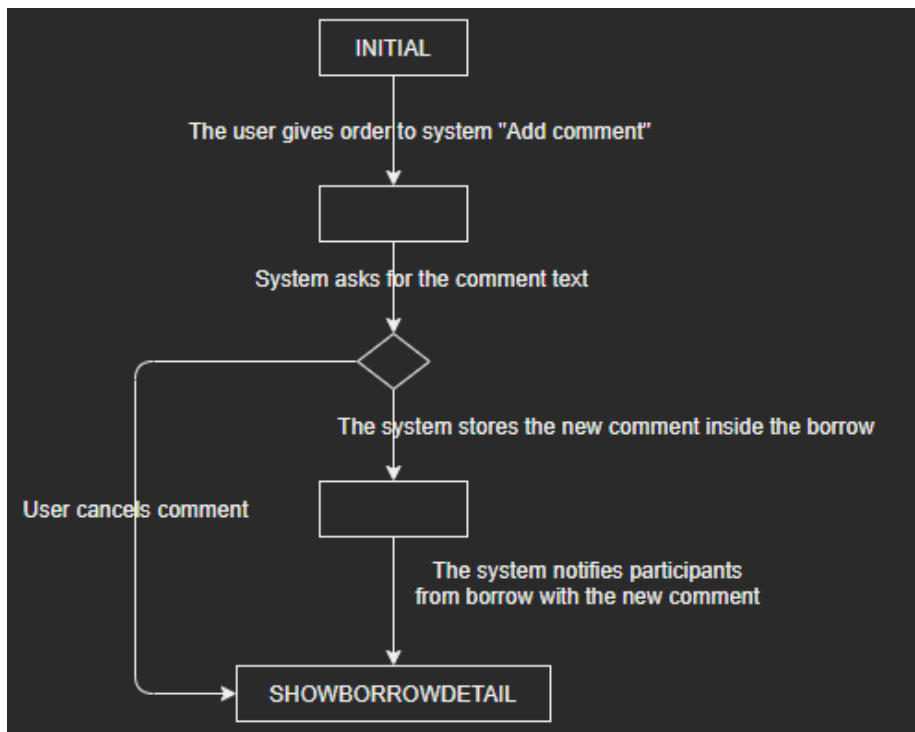 INITIAL
The user gives order to system "Add comment"
System asks for the comment text
The system stores the new comment inside the borrow
User cancels comment
The system notifies participants
from borrow with the new comment
SHOWBORROWDETAIL